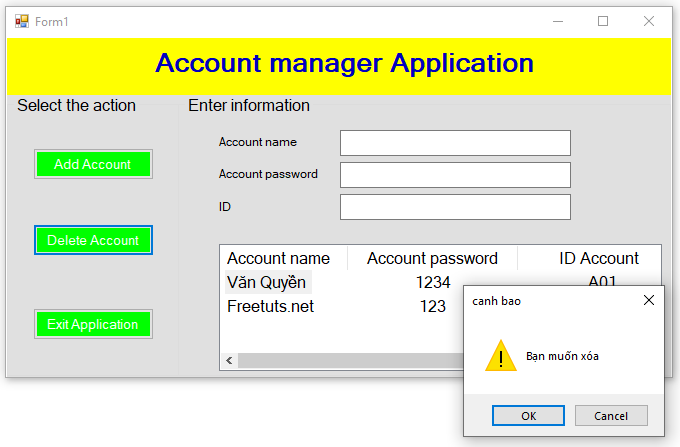 Form1
Account manager Application
Select the action
Enter information
Add Account
Delete Account
Exit Application
Account name
Account password
ID
Account name Account password ID Account
Văn Quyền 1234 A01
Freetuts.net 123
canh bao
Bạn muốn xóa
OK Cancel